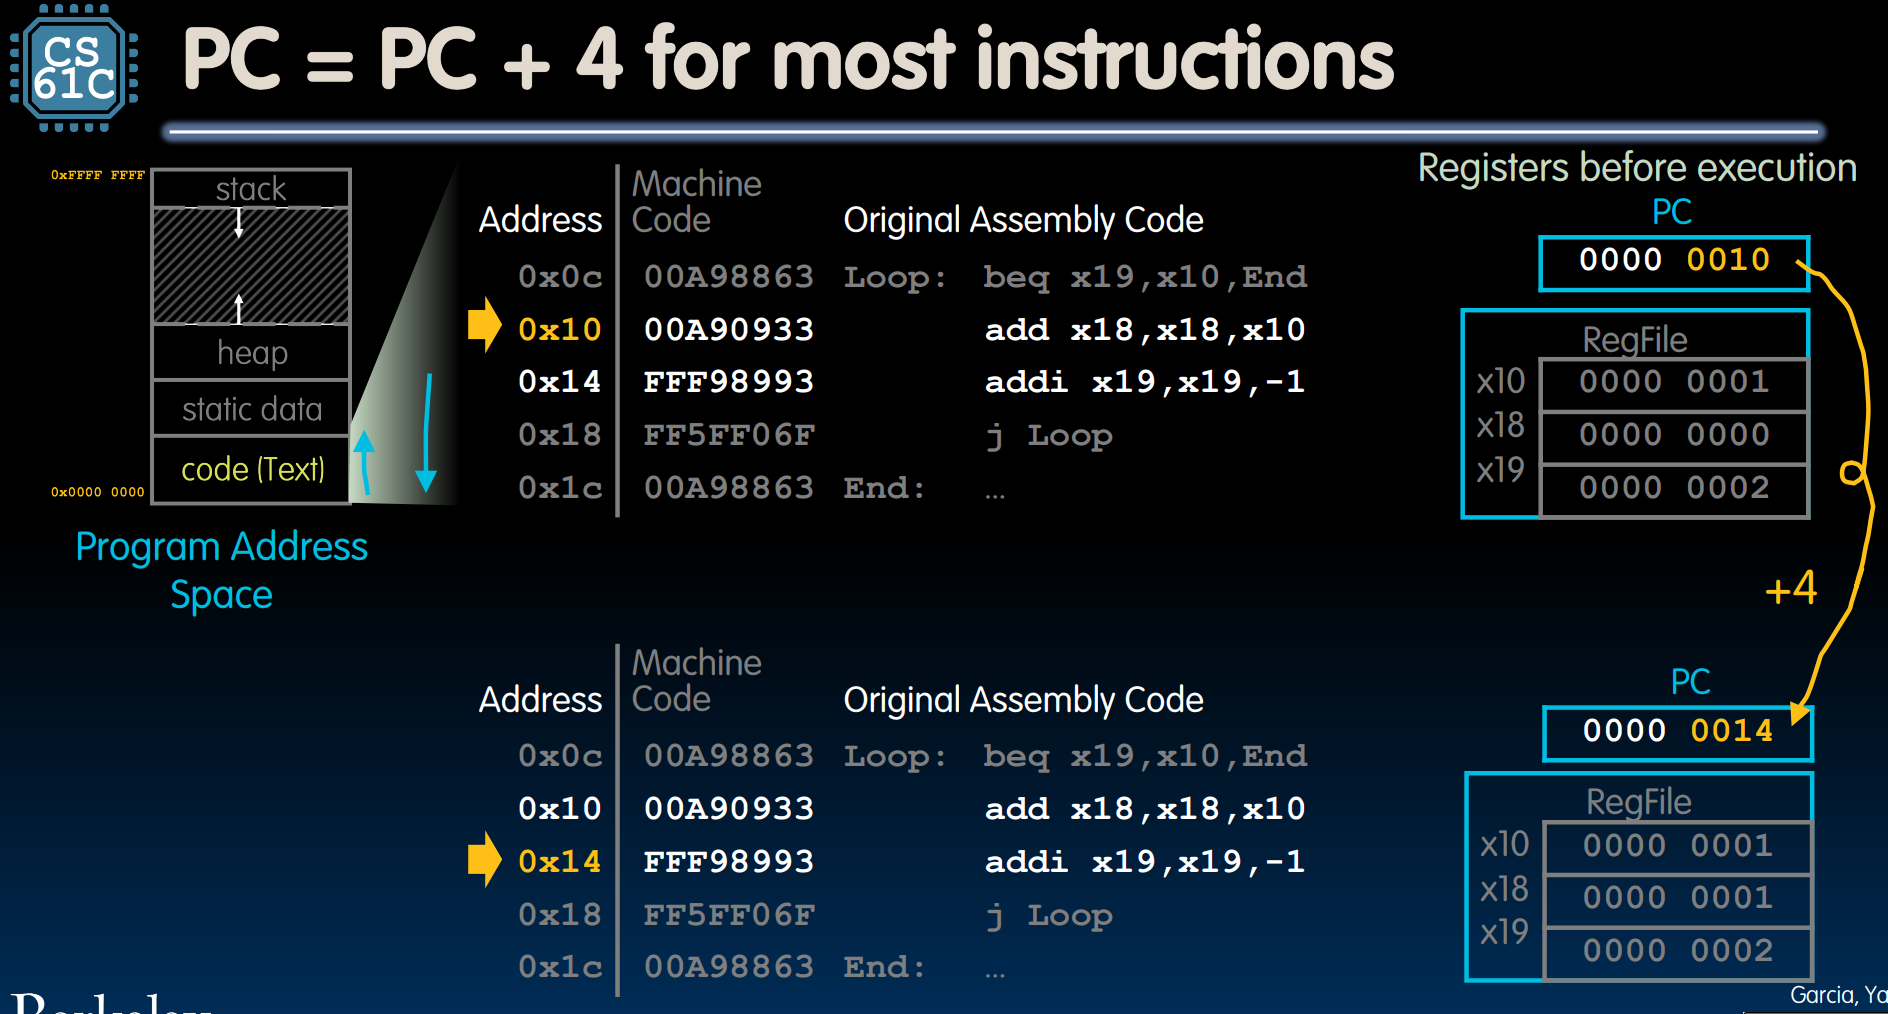 CS
61C
PC = PC + 4 for most instructions
0xFFFF FFFF
stack
heap
static data
code (Text)
0x0000 0000
Program Address
Space
Address Machine Code Original Assembly Code
0x0c 00A98863 Loop: beq x19,x10,End
0x10 00A90933 add x18,x18,x10
0x14 FFF98993 addi x19,x19,-1
0x18 FF5FF06F j Loop
0x1c 00A98863 End: …
Registers before execution
PC
0000 0010
RegFile
x10 0000 0001
x18 0000 0000
x19 0000 0002
+4
Address Machine Code Original Assembly Code
0x0c 00A98863 Loop: beq x19,x10,End
0x10 00A90933 add x18,x18,x10
0x14 FFF98993 addi x19,x19,-1
0x18 FF5FF06F j Loop
0x1c 00A98863 End: …
PC
0000 0014
RegFile
x10 0000 0001
x18 0000 0001
x19 0000 0002
Berkeley
Garcia, Ya